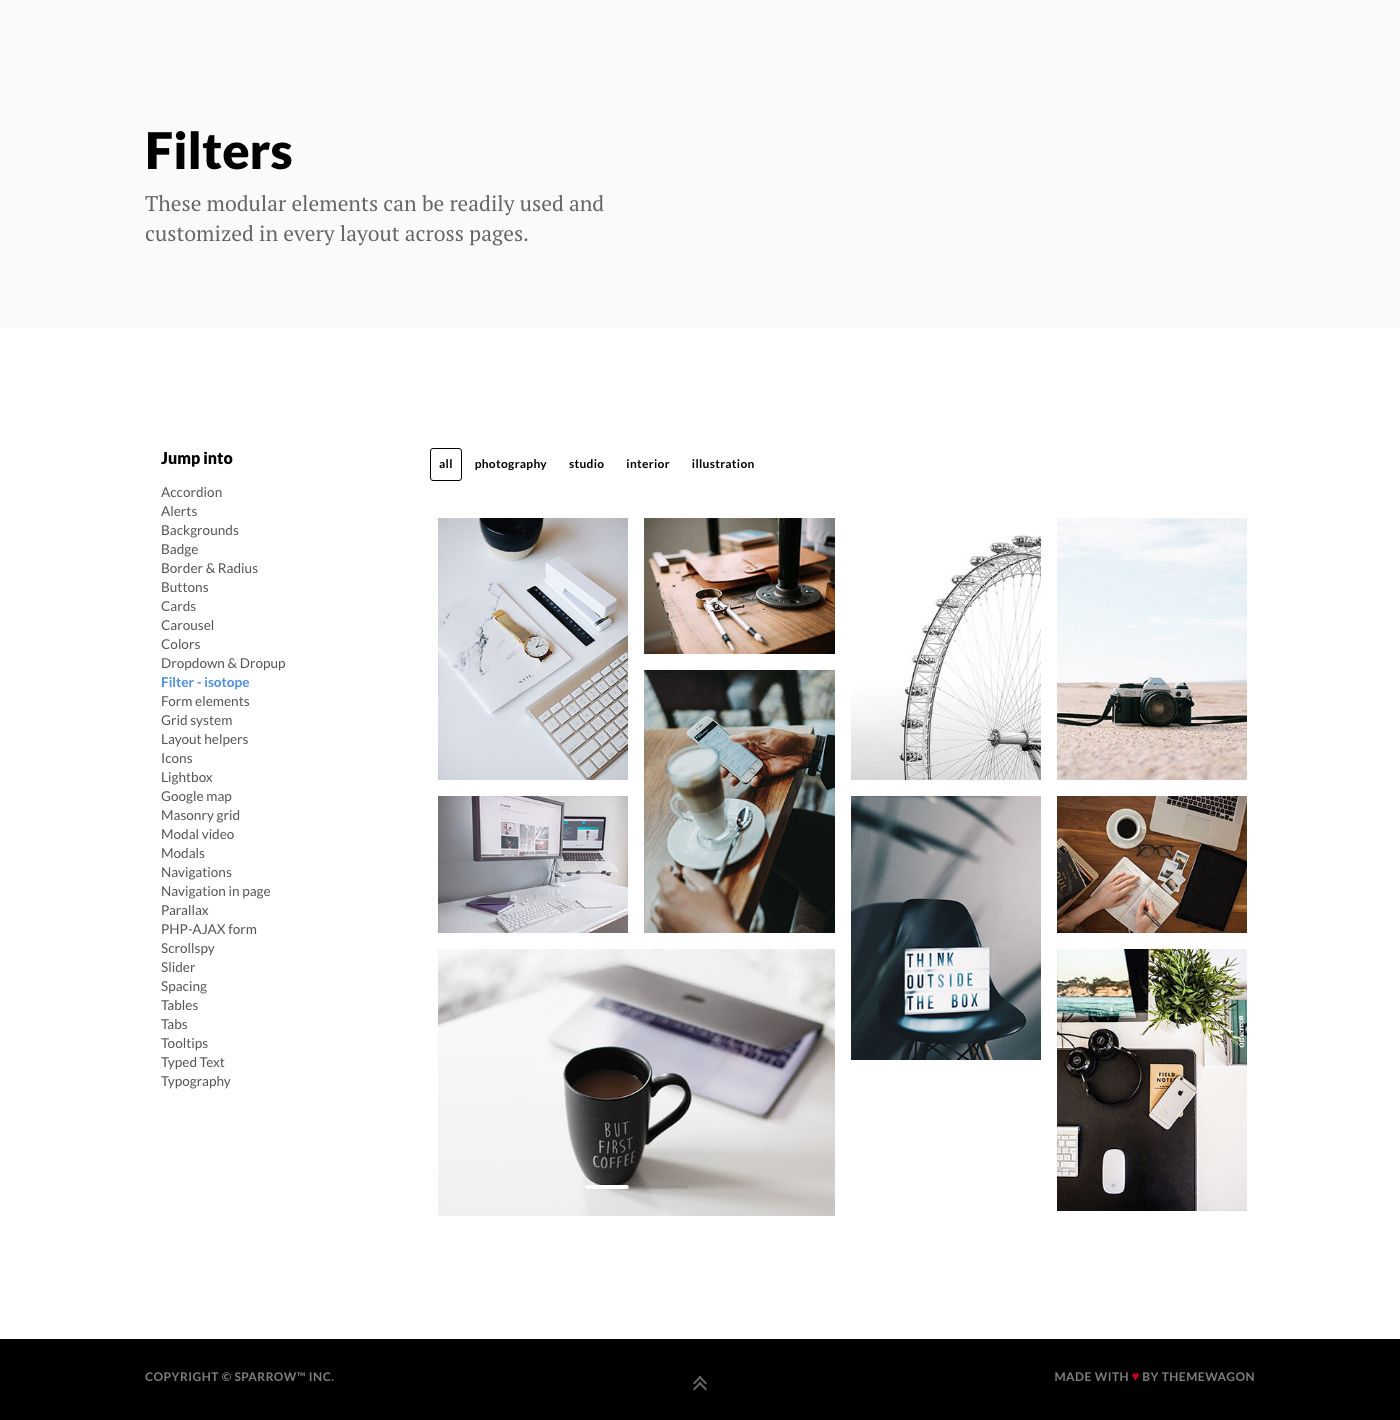 Filters
These modular elements can be readily used and
customized in every layout across pages.
Jump into
Accordion
Alerts
Backgrounds
Badge
Border & Radius
Buttons
Cards
Carousel
Colors
Dropdown & Dropup
Filter - isotope
Form elements
Grid system
Layout helpers
Icons
Lightbox
Google map
Masonry grid
Modal video
Modals
Navigations
Navigation in page
Parallax
PHP-AJAX form
Scrollspy
Slider
Spacing
Tables
Tabs
Tooltips
Typed Text
Typography
all photography studio interior illustration
THINK
OUTSIDE
THE BOX
BUT
FIRST
COFFEE
FIELD
NOTES
COPYRIGHT © SPARROW™ INC.
MADE WITH ♥ BY THEMEWAGON